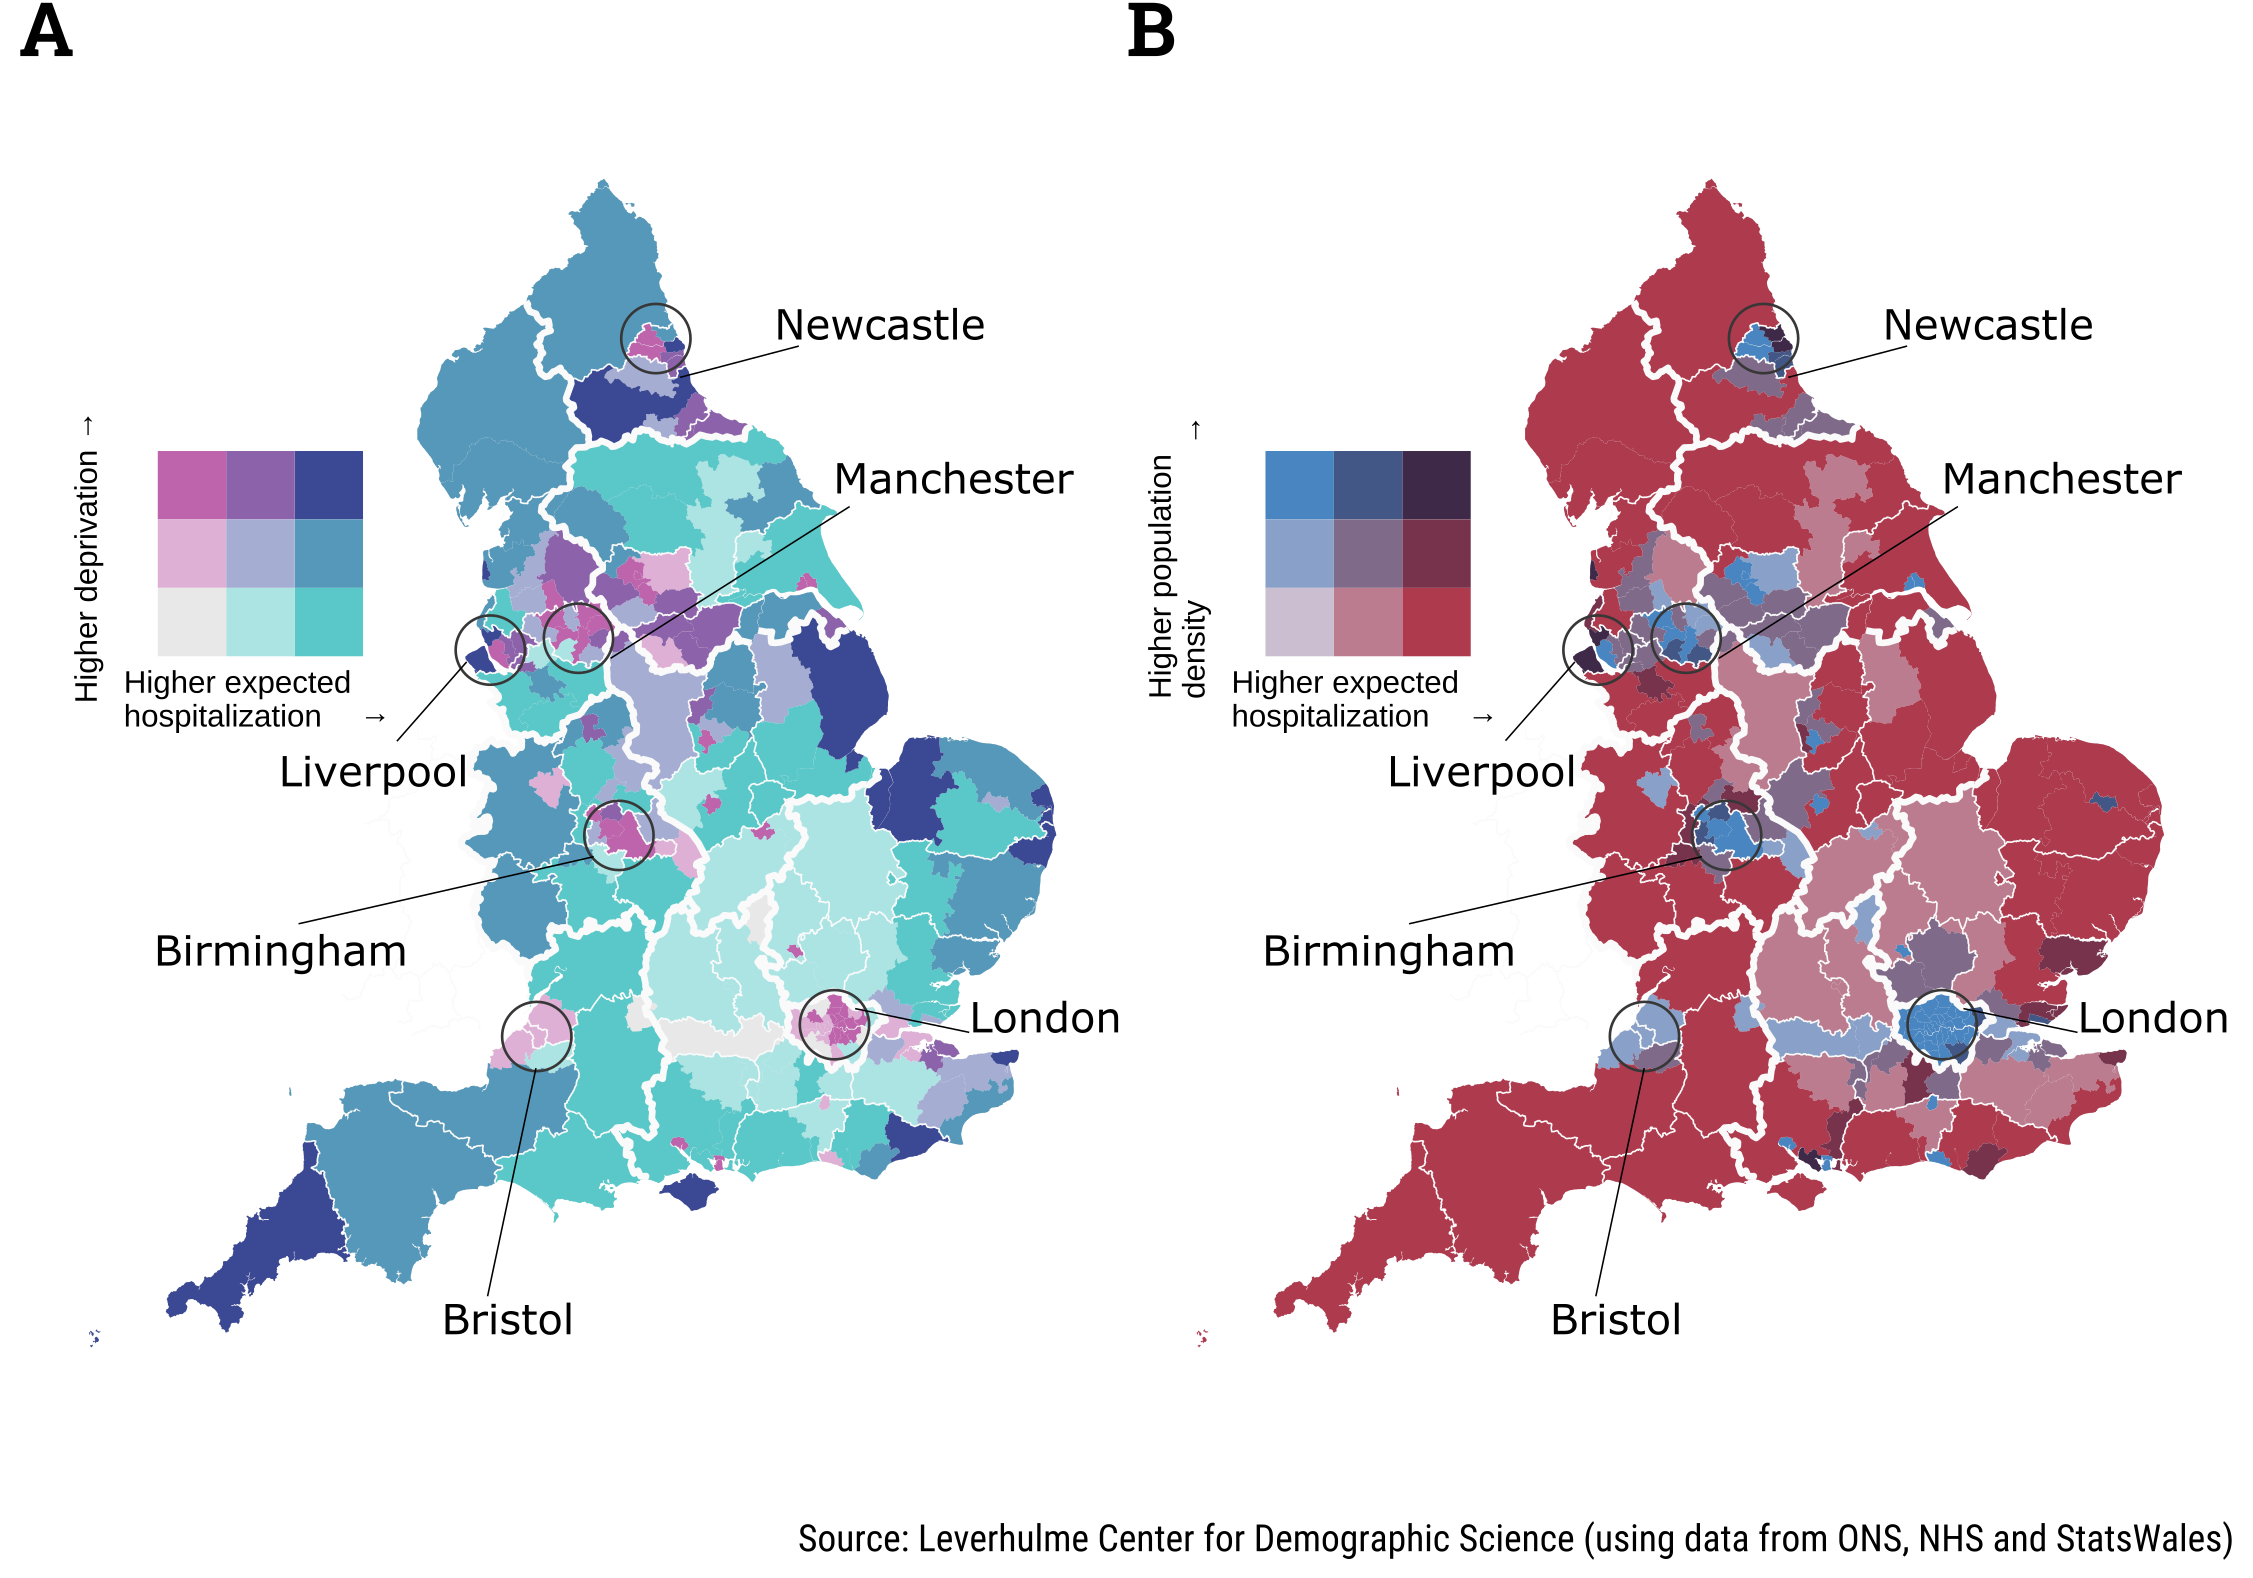 A
Newcastle
Manchester
Higher deprivation →
Higher expected
hospitalization →
Liverpool
Birmingham
London
Bristol
B
Newcastle
Manchester
Higher population →
density
Higher expected
hospitalization →
Liverpool
Birmingham
London
Bristol
Source: Leverhulme Center for Demographic Science (using data from ONS, NHS and StatsWales)